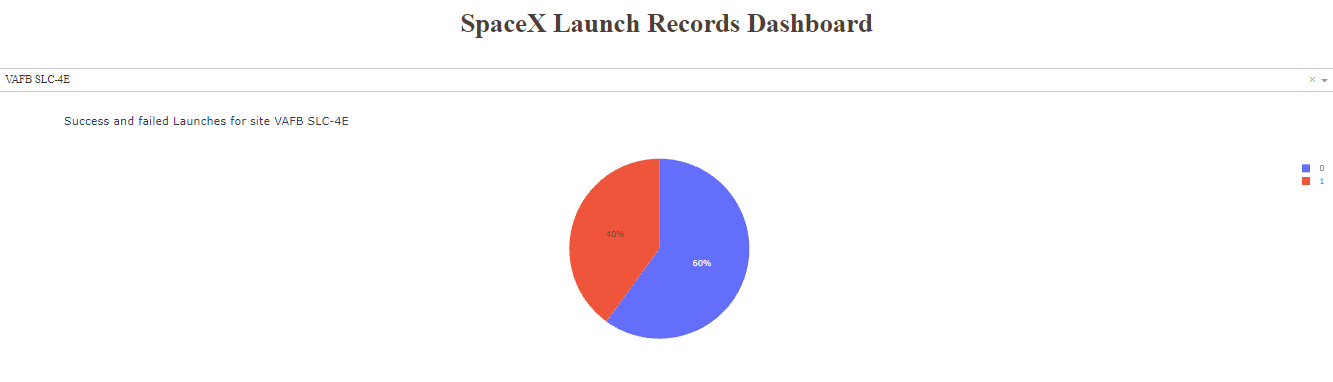 SpaceX Launch Records Dashboard
VAFB SLC-4E
Success and failed Launches for site VAFB SLC-4E
0
1
40%
60%